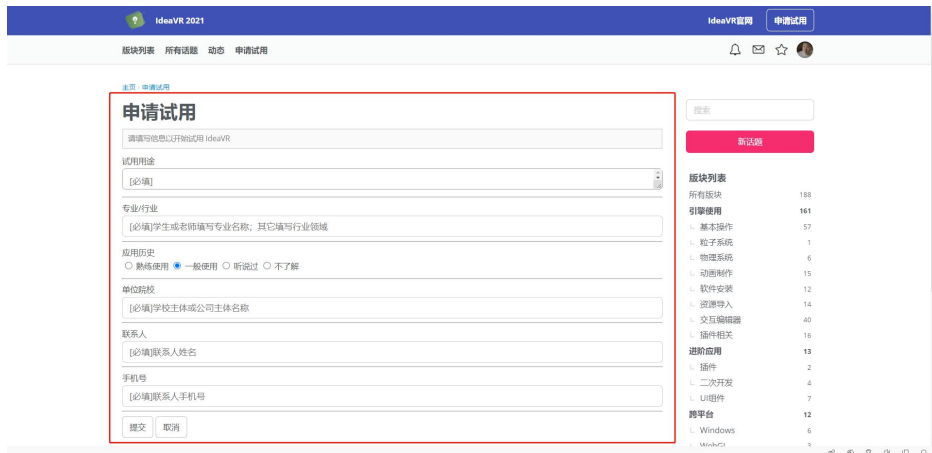 IdeaVR 2021
IdeaVR官网 申请试用
版块列表 所有话题 动态 申请试用
主页 申请试用
申请试用
请填写信息以开始试用 IdeaVR
试用用途
[必填]
专业/行业
[必填]学生或老师填写专业名称；其它填写行业领域
应用历史
熟练使用 一般使用 听说过 不了解
单位院校
[必填]学校主体或公司主体名称
联系人
[必填]联系人姓名
手机号
[必填]联系人手机号
提交 取消
搜索
新话题
版块列表
所有版块 188
引擎使用 161
基本操作 57
粒子系统 1
物理系统 6
动画制作 15
软件安装 12
资源导入 14
交互编辑器 40
插件相关 16
进阶应用 13
插件 2
二次开发 4
UI组件 7
跨平台 12
Windows 6
WebGL 3